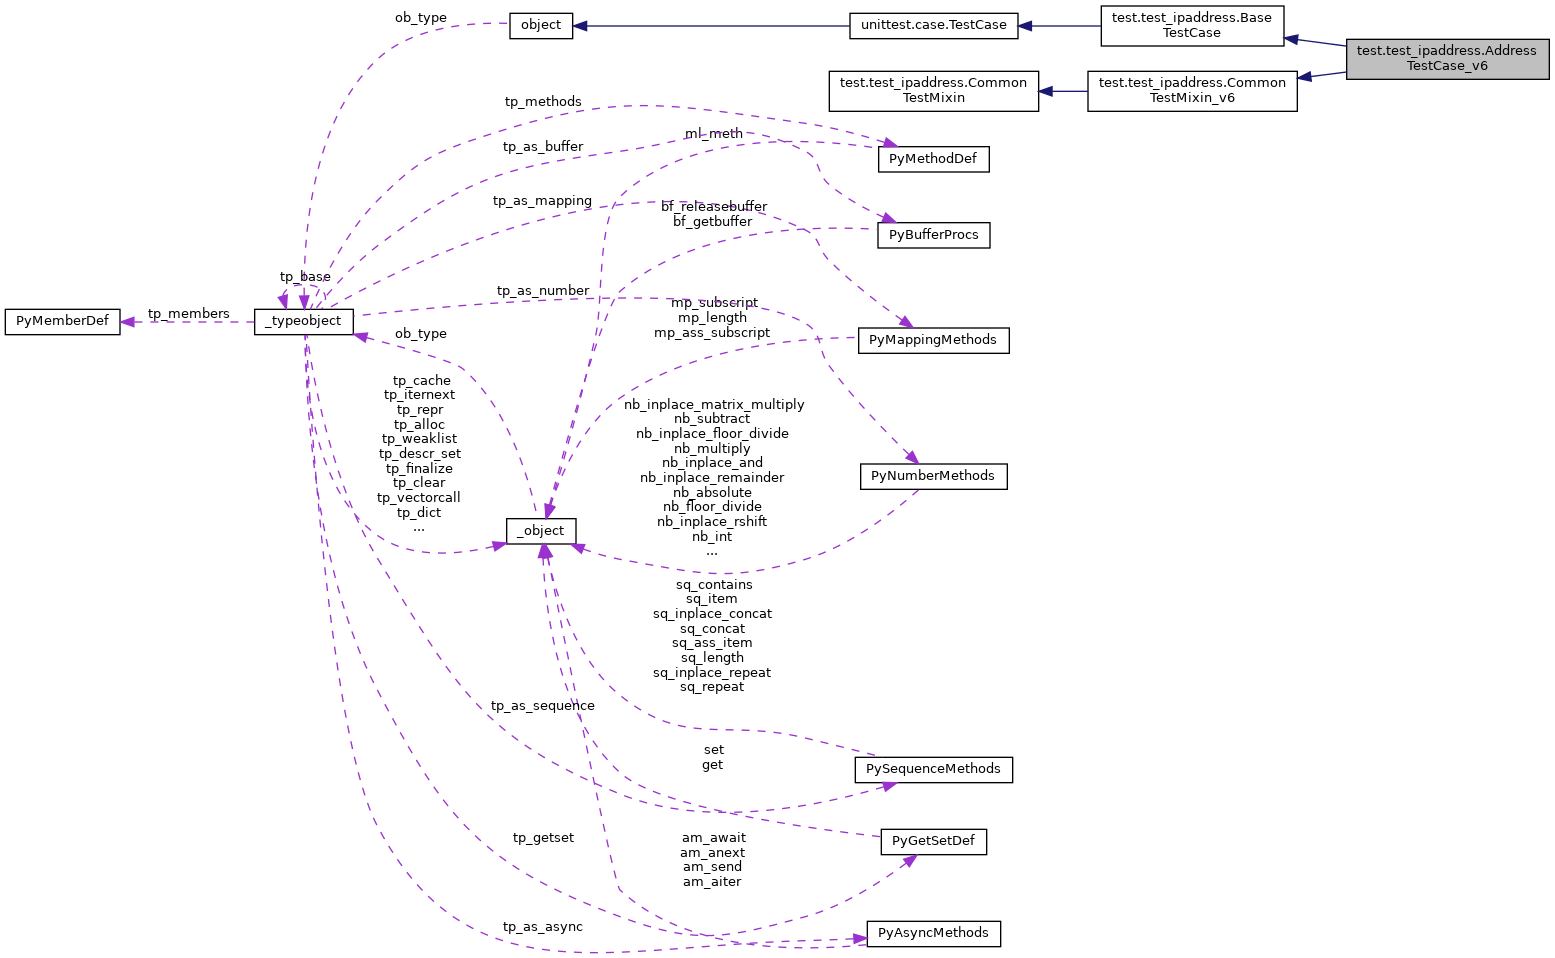 ob_type
object
unittest.case.TestCase
test.test_ipaddress.Base
TestCase
test.test_ipaddress.Address
TestCase_v6
test.test_ipaddress.Common
TestMixin
test.test_ipaddress.Common
TestMixin_v6
tp_methods
ml_meth
tp_as_buffer
PyMethodDef
tp_as_mapping
bf_releasebuffer
bf_getbuffer
PyBufferProcs
tp_base
tp_as_number
mp_subscript
mp_length
mp_ass_subscript
PyMemberDef
tp_members
_typeobject
ob_type
PyMappingMethods
tp_cache
tp_iternext
tp_repr
tp_alloc
tp_weaklist
tp_descr_set
tp_finalize
tp_clear
tp_vectorcall
tp_dict
...
nb_inplace_matrix_multiply
nb_subtract
nb_inplace_floor_divide
nb_multiply
nb_inplace_and
nb_inplace_remainder
nb_absolute
nb_floor_divide
nb_inplace_rshift
nb_int
...
PyNumberMethods
_object
sq_contains
sq_item
sq_inplace_concat
sq_concat
sq_ass_item
sq_length
sq_inplace_repeat
sq_repeat
tp_as_sequence
set
get
PySequenceMethods
tp_getset
am_await
am_anext
am_send
am_aiter
PyGetSetDef
tp_as_async
PyAsyncMethods